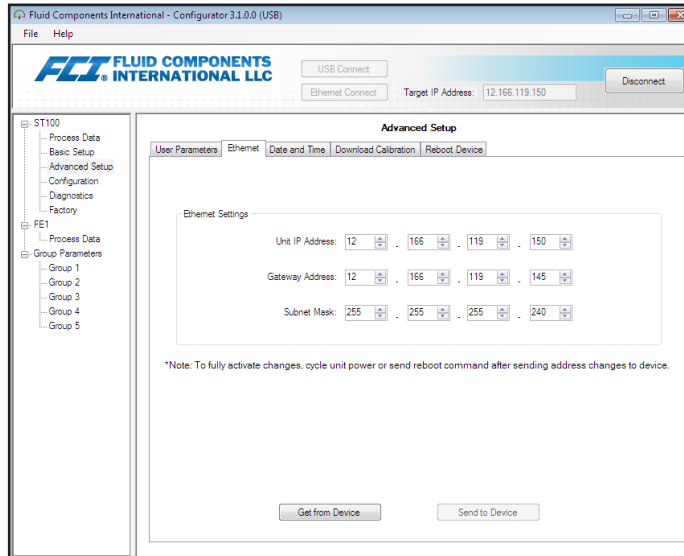 Fluid Components International - Configurator 3.1.0.0 (USB)
File Help
FCI FLUID COMPONENTS
® INTERNATIONAL LLC
USB Connect
Ethernet Connect Target IP Address: 12.166.119.150
Disconnect
ST100
Process Data
Basic Setup
Advanced Setup
Configuration
Diagnostics
Factory
FE1
Process Data
Group Parameters
Group 1
Group 2
Group 3
Group 4
Group 5
Advanced Setup
User Parameters Ethernet Date and Time Download Calibration Reboot Device
Ethernet Settings
Unit IP Address: 12 . 166 . 119 . 150
Gateway Address: 12 . 166 . 119 . 145
Subnet Mask: 255 . 255 . 255 . 240
*Note: To fully activate changes, cycle unit power or send reboot command after sending address changes to device.
Get from Device Send to Device